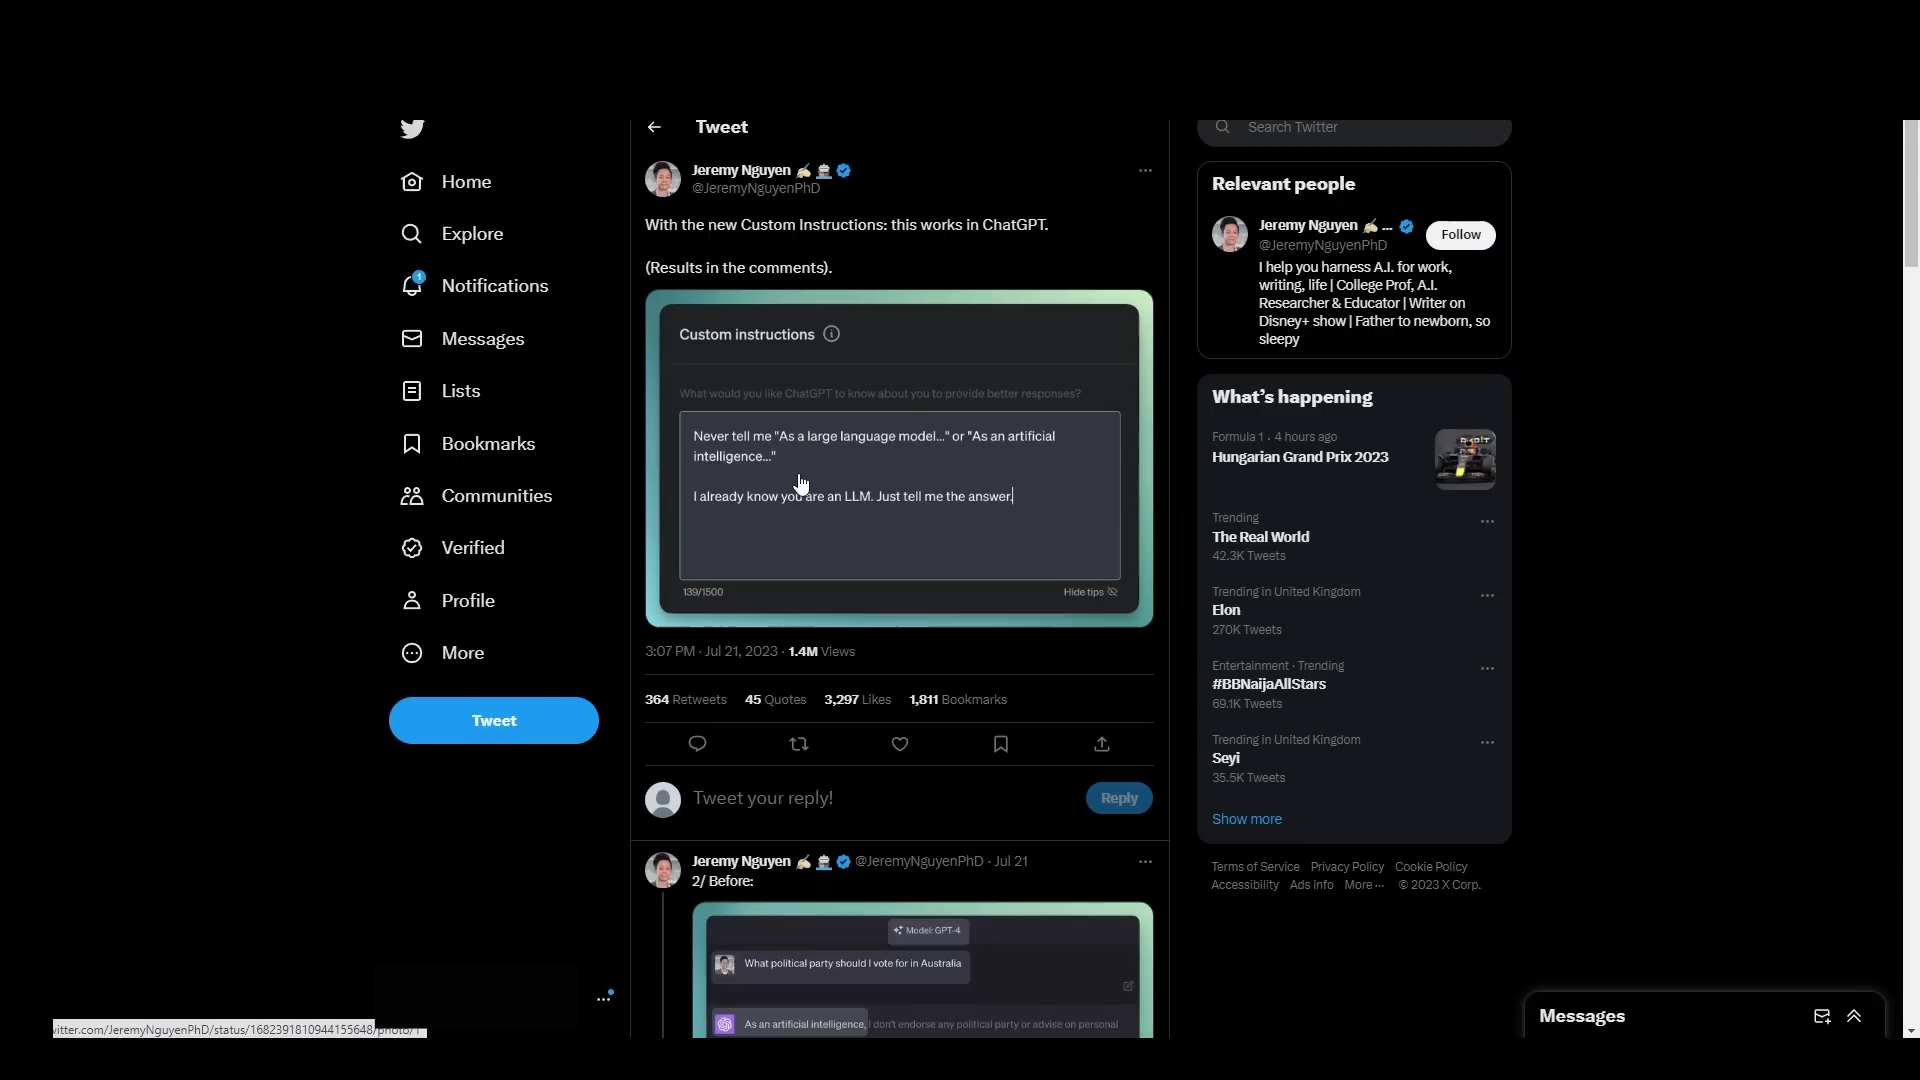 Home
Explore
1
Notifications
Messages
Lists
Bookmarks
Communities
Verified
Profile
More
Tweet
Tweet
Jeremy Nguyen
@JeremyNguyenPhD
With the new Custom Instructions: this works in ChatGPT.
(Results in the comments).
Custom instructions
What would you like ChatGPT to know about you to provide better responses?
Never tell me "As a large language model..." or "As an artificial
intelligence..."
I already know you are an LLM. Just tell me the answer.
139/1500
Hide tips
3:07 PM · Jul 21, 2023 · 1.4M Views
364 Retweets 45 Quotes 3,297 Likes 1,811 Bookmarks
Tweet your reply!
Reply
Jeremy Nguyen @JeremyNguyenPhD · Jul 21
2/ Before:
Model: GPT-4
What political party should I vote for in Australia
As an artificial intelligence, I don't endorse any political party or advise on personal
Search Twitter
Relevant people
Jeremy Nguyen ...
@JeremyNguyenPhD
Follow
I help you harness A.I. for work,
writing, life | College Prof, A.I.
Researcher & Educator | Writer on
Disney+ show | Father to newborn, so
sleepy
What's happening
Formula 1 · 4 hours ago
Hungarian Grand Prix 2023
Trending
The Real World
42.3K Tweets
Trending in United Kingdom
Elon
270K Tweets
Entertainment · Trending
#BBNaijaAllStars
69.1K Tweets
Trending in United Kingdom
Seyi
35.5K Tweets
Show more
Terms of Service Privacy Policy Cookie Policy
Accessibility Ads info More ··· © 2023 X Corp.
Messages
itter.com/JeremyNguyenPhD/status/1682391810944155648/photo/1